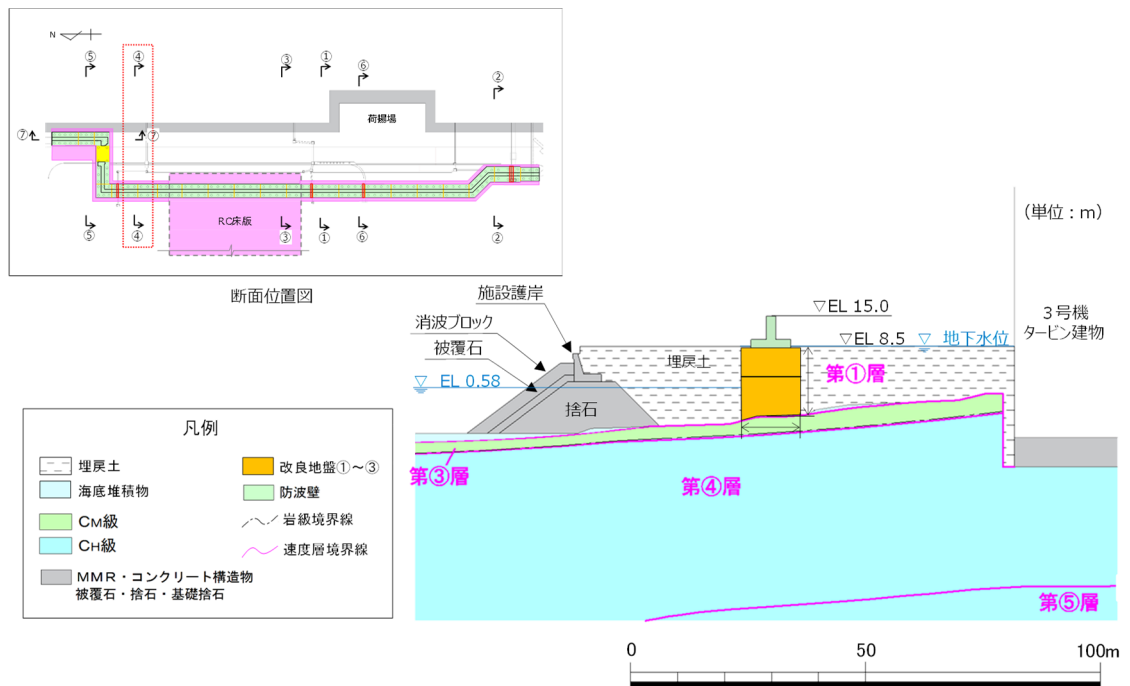 N
⑤
④
③
①
⑥
②
⑦
⑦
荷揚場
RC床版
⑤
④
③
①
⑥
②
断面位置図
(単位:m)
施設護岸
消波ブロック
被覆石
▽ EL 0.58
捨石
埋戻土
▽EL 15.0
▽EL 8.5
▽ 地下水位
3号機
タービン建物
第①層
第③層
第④層
第⑤層
凡例
埋戻土
海底堆積物
CM級
CH級
MMR・コンクリート構造物
被覆石・捨石・基礎捨石
改良地盤①~③
防波壁
岩級境界線
速度層境界線
0
50
100m